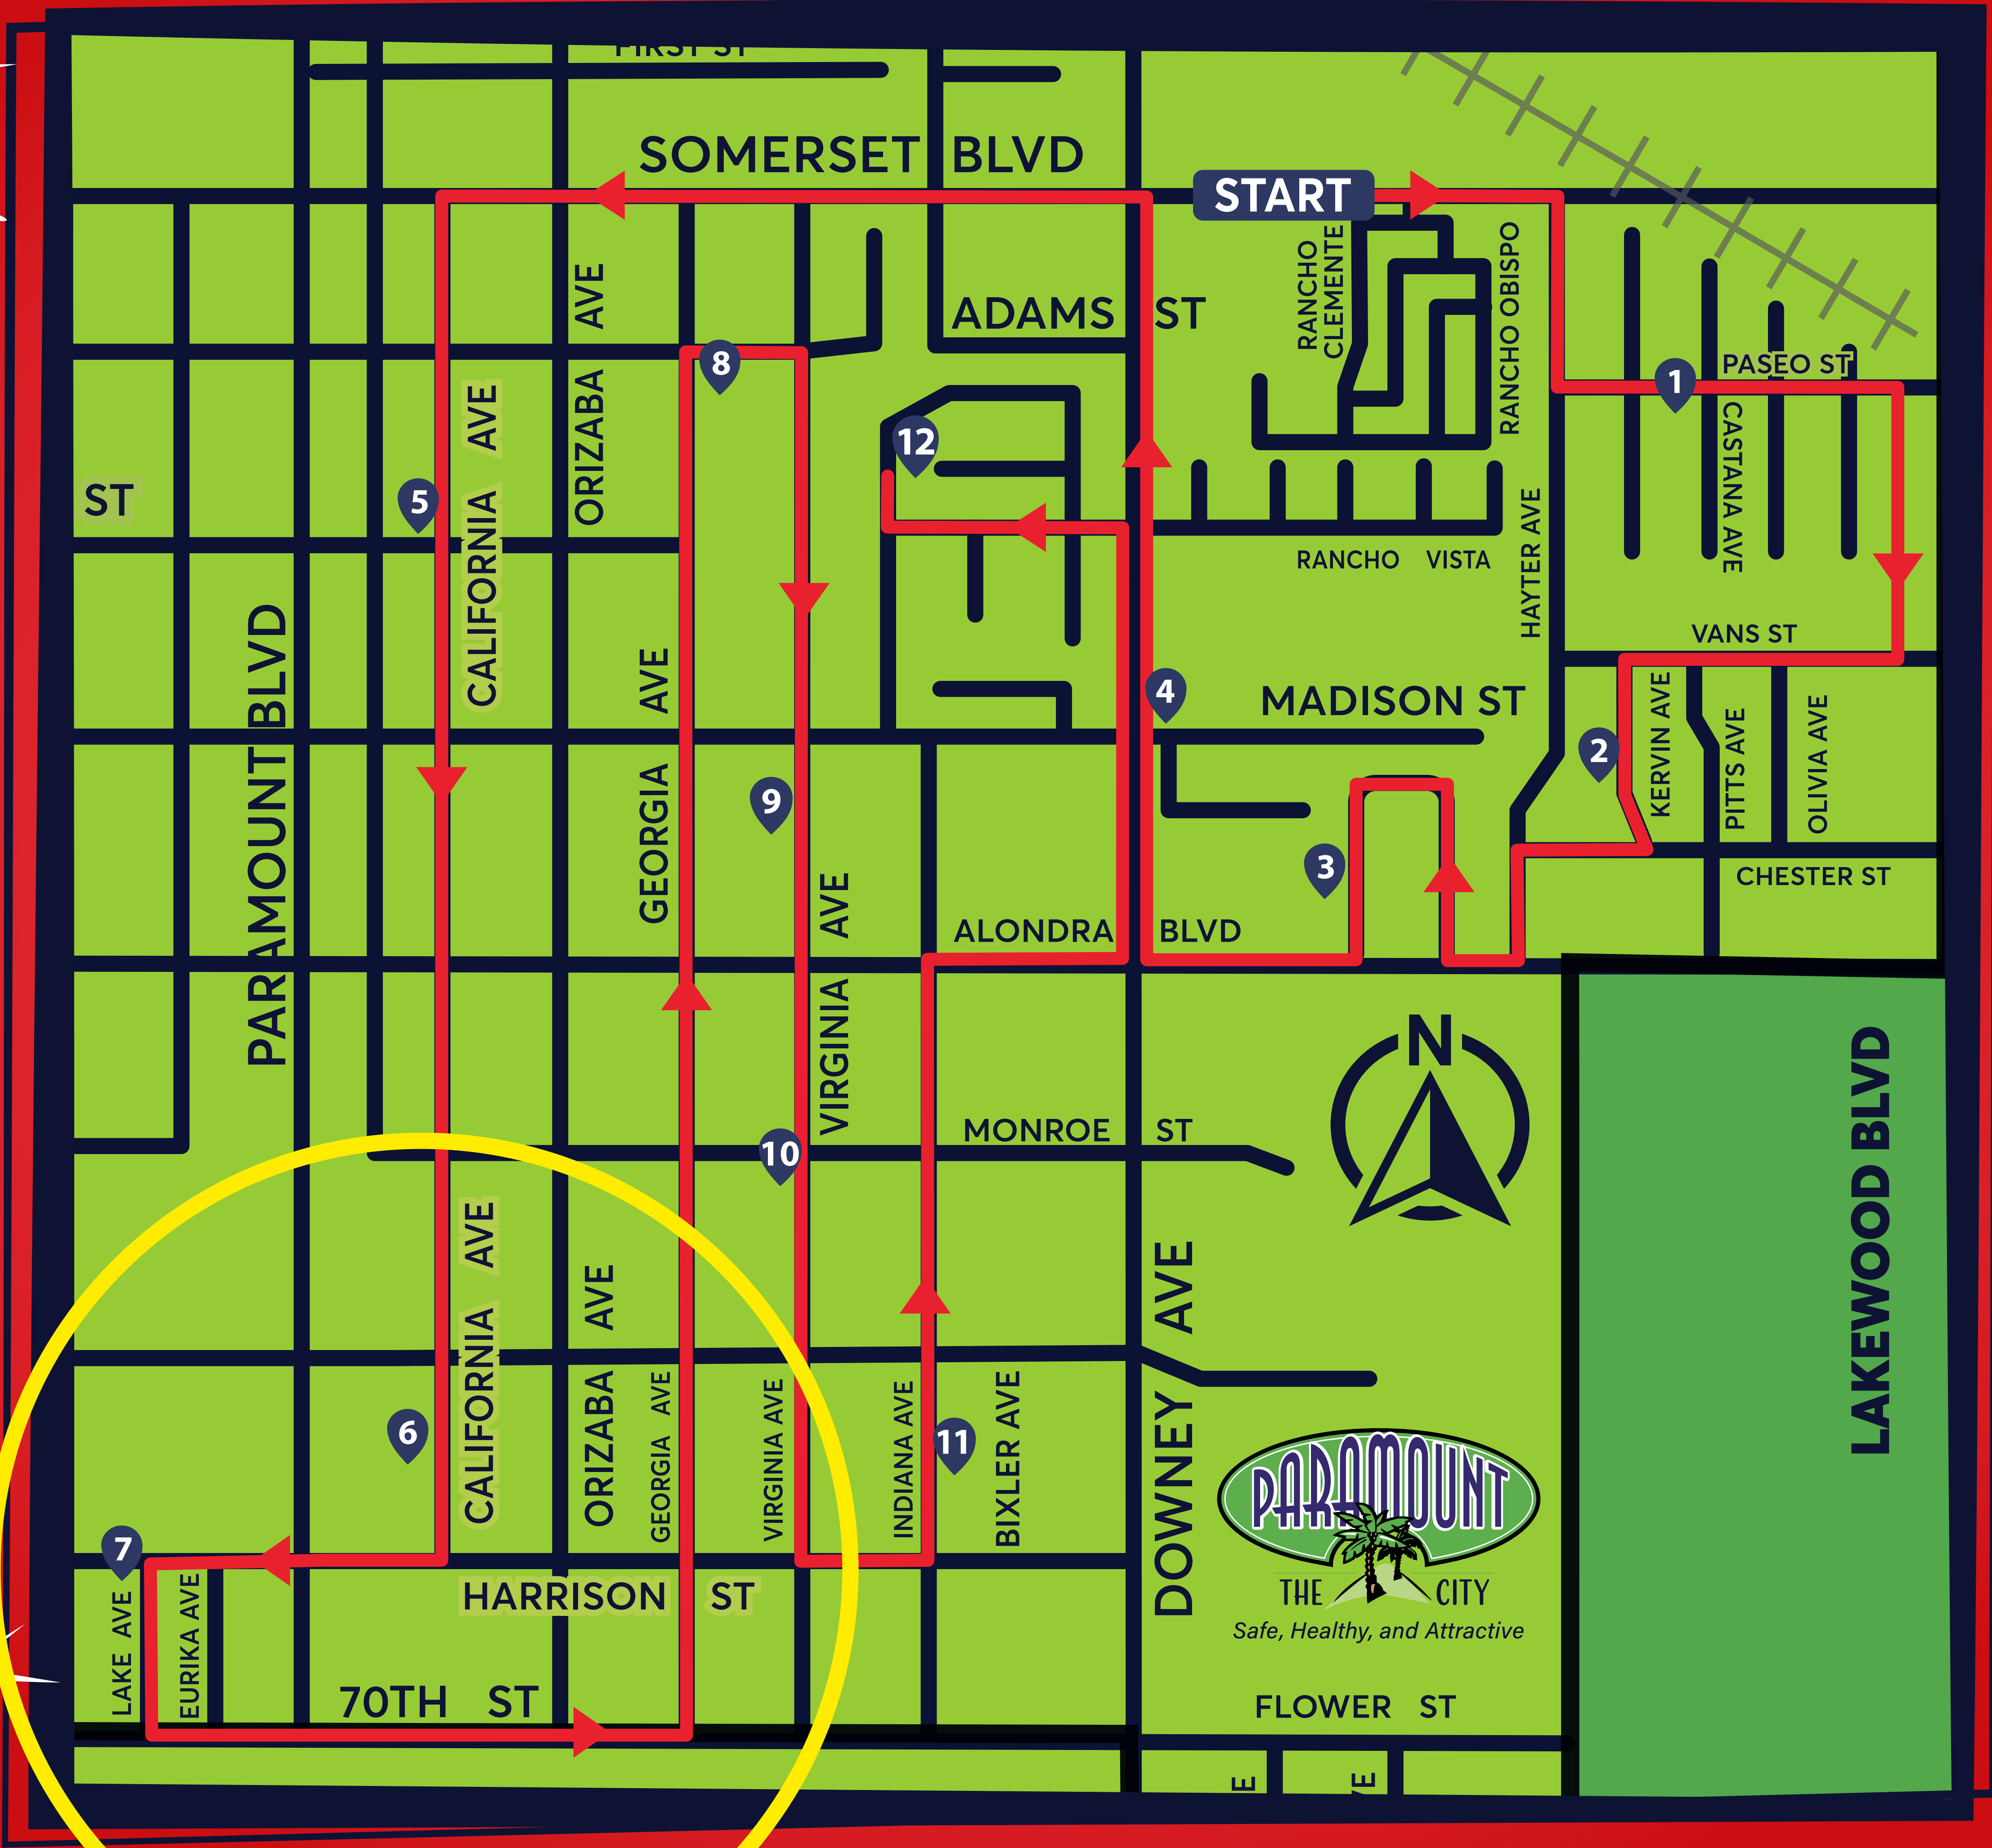 FIRST ST
SOMERSET BLVD
START
RANCHO CLEMENTE
RANCHO OBISPO
ADAMS ST
ORIZABA AVE
8
PASEO ST
1
CALIFORNIA AVE
CASTANA AVE
12
ST
5
HAYTER AVE
RANCHO VISTA
PARAMOUNT BLVD
VANS ST
GEORGIA AVE
4
MADISON ST
2
KERVIN AVE
PITTS AVE
OLIVIA AVE
9
3
VIRGINIA AVE
CHESTER ST
ALONDRA BLVD
N
LAKEWOOD BLVD
MONROE ST
10
CALIFORNIA AVE
ORIZABA AVE
DOWNEY AVE
GEORGIA AVE
VIRGINIA AVE
INDIANA AVE
BIXLER AVE
6
11
PARAMOUNT
7
THE CITY
Safe, Healthy, and Attractive
HARRISON ST
LAKE AVE
EURIKA AVE
70TH ST
FLOWER ST
E
E